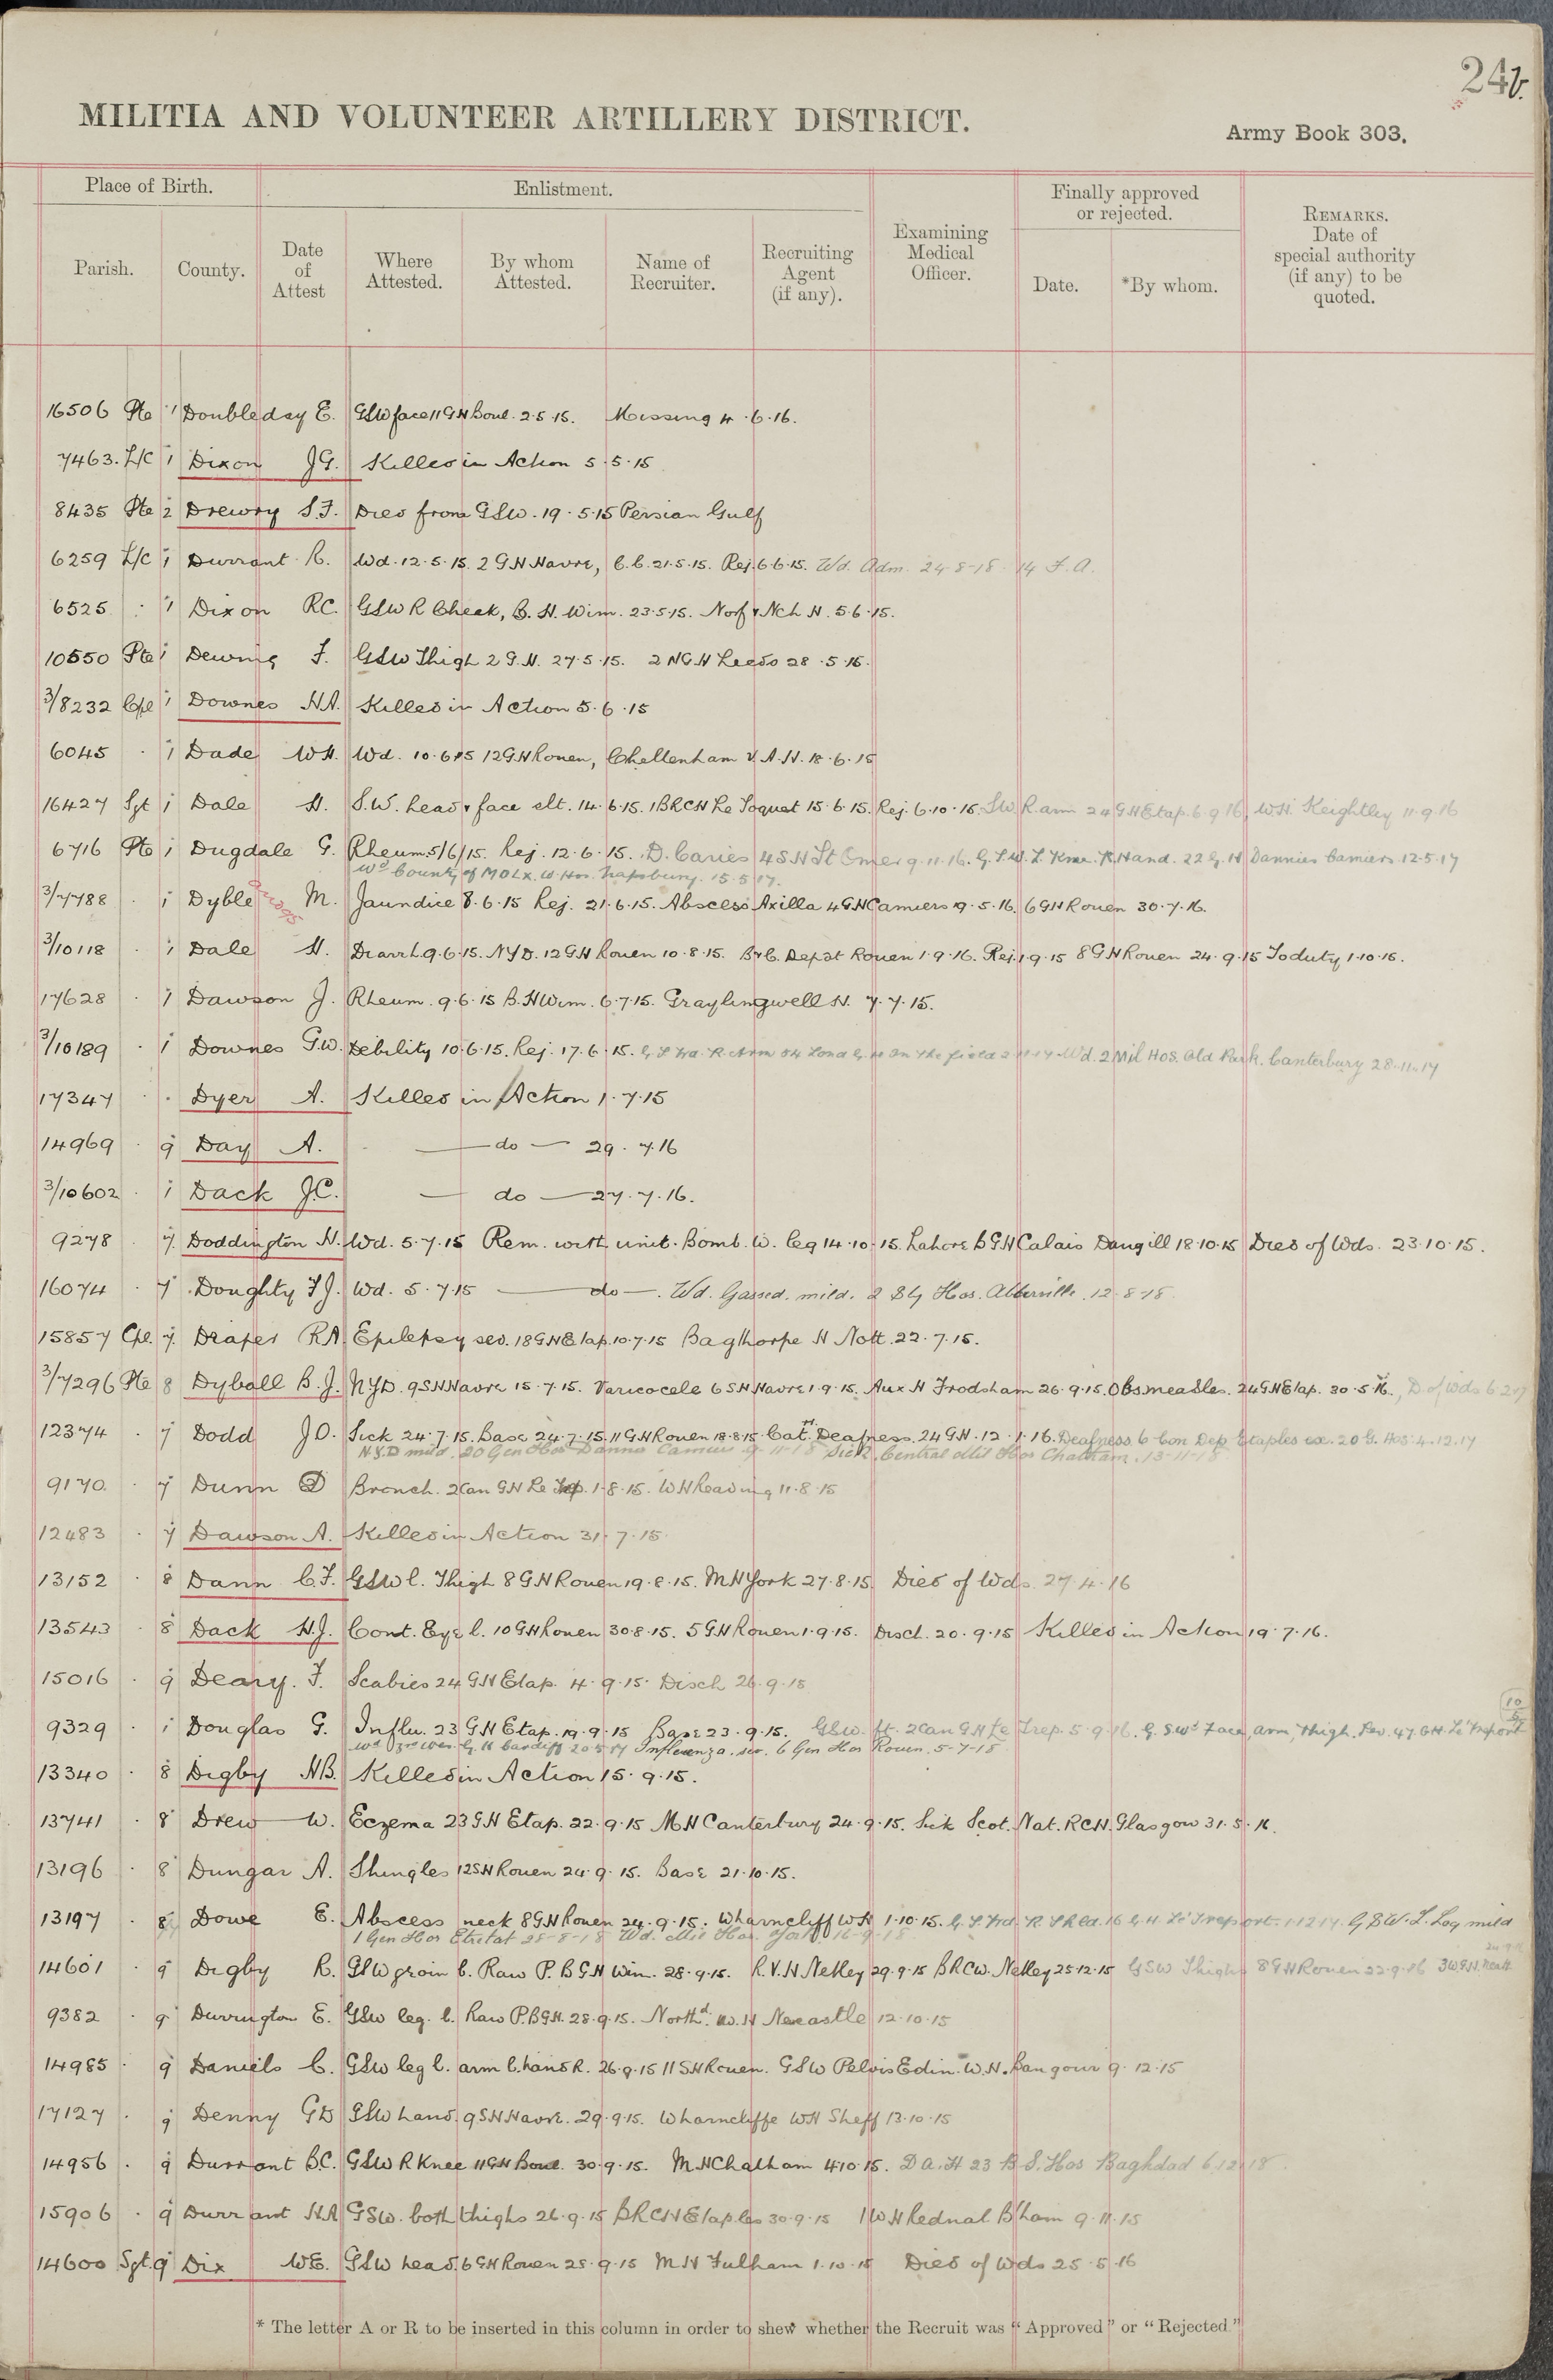 24b.
MILITIA AND VOLUNTEER ARTILLERY DISTRICT.
Army Book 303.
Place of Birth. Enlistment. Finally approved or rejected.
Parish. County. Date of Attest Where Attested. By whom Attested. Name of Recruiter. Recruiting Agent (if any). Examining Medical Officer. Date. *By whom. REMARKS. Date of special authority (if any) to be quoted.
16506 Pte 1 Doubleday E. GSW face 11 GH Boul. 2.5.15. Missing 4.6.16.
7463. L/C 1 Dixon JG. Killed in Action 5.5.15
8435 Pte 2 Drewry S.F. Died from GSW. 19.5.15 Persian Gulf
6259 L/C 1 Durrant R. Wd. 12.5.15. 2 GH Havre, C.C. 21.5.15. Rej. 6.6.15. Wd. Adm. 24-8-18 14 F.A.
6525 1 Dixon RC. GSW R Cheek, B.H. Wim. 23.5.15. Norf & Nch H. 5.6.15.
10550 Pte 1 Dewing F. GSW Thigh 2 G.H. 27.5.15. 2 NGH Leeds 28.5.15.
3/8232 Cpl 1 Downes HA. Killed in Action 5.6.15
6045 1 Dade WH. Wd. 10.6.15 12 GH Rouen, Cheltenham V.A.H. 18.6.15
16427 Sgt 1 Dale H. S.W. head & face slt. 14.6.15. 1 BRCH Le Toquet 15.6.15. Rej. 6.10.15. SW R arm 24 GH Etap. 6.9.16, WH Keightley 11.9.16
6716 Pte 1 Dugdale G. Rheum. 5/6/15. Rej. 12.6.15. D. Caries 4 SH St Omer 9.11.16. G.S.W. L. Knee. R. Hand. 22 G.H Dannies Camiers. 12.5.17
Wd County of MDLX. W. Hos. Napsbury. 15.5.17.
3/7788 1 Dyble M. Jaundice 8.6.15 Rej. 21.6.15. Abscess Axilla 4 GH Camiers 19.5.16. 6 GH Rouen 30.7.16.
3/10118 1 Dale H. Diarrh. 9.6.15. NYD. 12 GH Rouen 10.8.15. B&C. Depot Rouen 1.9.16. Rej. 1.9.15 8 GH Rouen 24.9.15 To duty 1.10.15.
17628 1 Dawson J. Rheum. 9.6.15 B.H Wim. 6.7.15. Graylingwell H. 7.7.15.
3/10189 1 Downes G.W. Debility 10.6.15. Rej. 17.6.15. In the field Wd. 2 Mil Hos. Old Park. Canterbury 28.11.17
17347 Dyer A. Killed in Action 1.7.15
14969 9 Day A. — do — 29.7.16
3/10602 1 Dack J.C. — do — 27.7.16.
9278 7 Doddington H. Wd. 5.7.15 Rem. with unit. Bomb. W. leg 14.10.15. Lahore B GH Calais Dang ill 18.10.15 Died of Wds. 23.10.15.
16074 7 Doughty F J. Wd. 5.7.15 — do —. Wd. Gassed. mild. 2 Sty Hos. Abbeville. 12-8-18.
15857 Cpl. 7 Draper RA. Epilepsy sev. 18 GH Etap. 10.7.15 Bagthorpe H Nott. 22.7.15.
3/7296 Pte 8 Dyball B.J. NYD. 9 SH Havre 15.7.15. Varicocele 6 SH Havre 1.9.15. Aux H Frodsham 26.9.15. Obs. measles. 24 GH Etap. 30.5.16., D. of Wds 6.2.17
12374 7 Dodd J.O. Sick 24.7.15. Base 24.7.15. 11 GH Rouen 18.8.15 Catrh. Deafness. 24 GH. 12.1.16. Deafness. 6 Con Dep Etaples ex. 20 G. Hos. 4.12.17
N.Y.D mild. 20 Gen Hos Dannes Camiers 9-11-18 Sick. Central Mil Hos Chatham. 13-11-18
9170. 7 Dunn D Bronch. 2 Can GH Le Trep. 1.8.15. WH Reading 11.8.15
12483 7 Dawson A. Killed in Action 31.7.15
13152 8 Dann C.F. GSW l. Thigh 8 GH Rouen 19.8.15. MH York 27.8.15. Died of Wds. 27.4.16
13543 8 Dack H.J. Cont. Eye l. 10 GH Rouen 30.8.15. 5 GH Rouen 1.9.15. Disch. 20.9.15 Killed in Action 19.7.16.
15016 9 Deary. F. Scabies 24 GH Etap. 4.9.15. Disch 26.9.15
9329 1 Douglas G. Influ. 23 GH Etap. 19.9.15 Base 23.9.15. GSW. ft. 2 Can GH Le Trep. 5.9.16. G.SWd Face, arm, Thigh. Sev. 47 GH. Le Treport
Wd 3rd Wes. G.H Cardiff 20.5.17 Influenza. sev. 6 Gen Hos Rouen. 5-7-18
13340 8 Digby HB. Killed in Action 15.9.15.
13741 8 Drew W. Eczema 23 GH Etap. 22.9.15 MH Canterbury 24.9.15. Sick Scot. Nat. RCH. Glasgow 31.5.16.
13196 8 Dungar A. Shingles 12 SH Rouen 24.9.15. Base 21.10.15.
13197 8 Dowe E. Abscess neck 8 GH Rouen 24.9.15. Wharncliff WH 1.10.15. 16 G.H. Le Treport. 1.12.17. GSW. L. Leg mild
1 Gen Hos Etretat 28-8-18 Wd. Mil Hos. York 16-9-18
14601 9 Digby R. GSW groin l. Raw P. B GH Wim. 28.9.15. R.V.H Netley 29.9.15 BRCW. Netley 25.12.15 GSW Thighs 8 GH Rouen 22.9.16
9382 9 Durrington E. GSW leg. l. Raw P. B GH. 28.9.15. Northd. W.H Newcastle 12.10.15
14985 9 Daniels C. GSW leg l. arm l. hand R. 26.9.15 11 SH Rouen. GSW Pelvis Edin. W.H. Bangour 9.12.15
17127 9 Denny GD GSW hand. 9 SH Havre. 29.9.15. Wharncliffe WH Sheff 13.10.15
14956 9 Durrant B.C. GSW R Knee 11 GH Boul. 30.9.15. MH Chatham 4.10.15. D.A.H 23 B S. Hos Baghdad 6.12.18
15906 9 Durrant HA GSW. both thighs 26.9.15 BRCH Etaples 30.9.15 1 WH Rednal B'ham 9.11.15
14600 Sgt. 9 Dix W.E. GSW head. 6 GH Rouen 28.9.15 MH Fulham 1.10.15 Died of Wds 25.5.16
* The letter A or R to be inserted in this column in order to shew whether the Recruit was "Approved" or "Rejected."